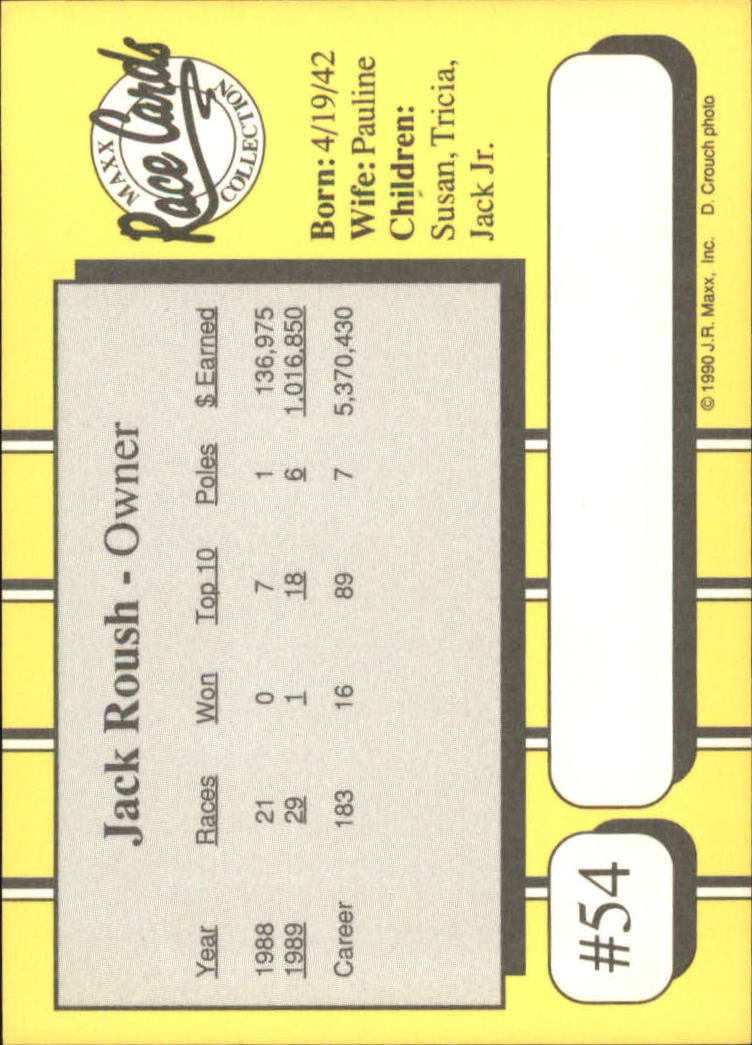 Jack Roush - Owner
Year Races Won Top 10 Poles $ Earned
1988 21 0 7 1 136,975
1989 29 1 18 6 1,016,850
Career 183 16 89 7 5,370,430
MAXX
Race Cards
COLLECTION
Born: 4/19/42
Wife: Pauline
Children:
Susan, Tricia,
Jack Jr.
#54
© 1990 J.R. Maxx, Inc. D. Crouch photo